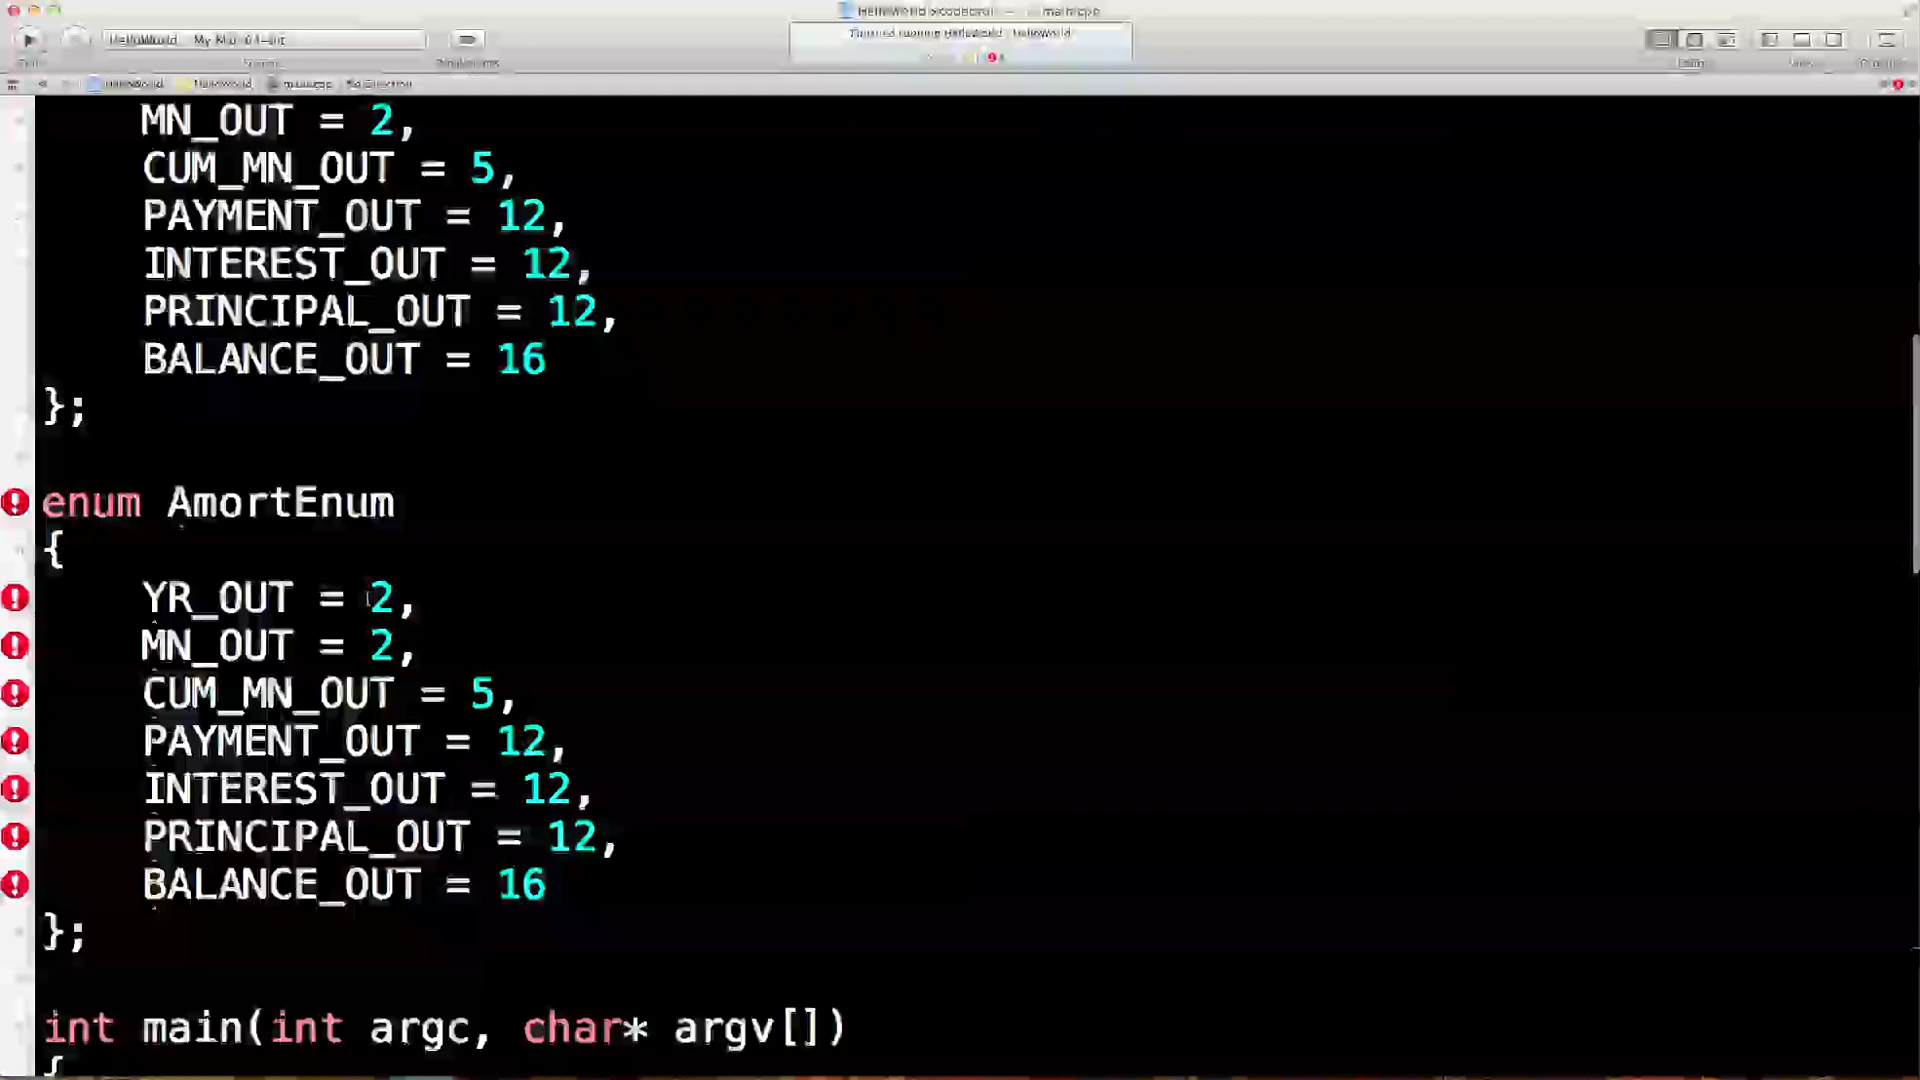 HelloWorld
MN_OUT = 2,
CUM_MN_OUT = 5,
PAYMENT_OUT = 12,
INTEREST_OUT = 12,
PRINCIPAL_OUT = 12,
BALANCE_OUT = 16
};
enum AmortEnum
{
YR_OUT = 2,
MN_OUT = 2,
CUM_MN_OUT = 5,
PAYMENT_OUT = 12,
INTEREST_OUT = 12,
PRINCIPAL_OUT = 12,
BALANCE_OUT = 16
};
int main(int argc, char* argv[])
{